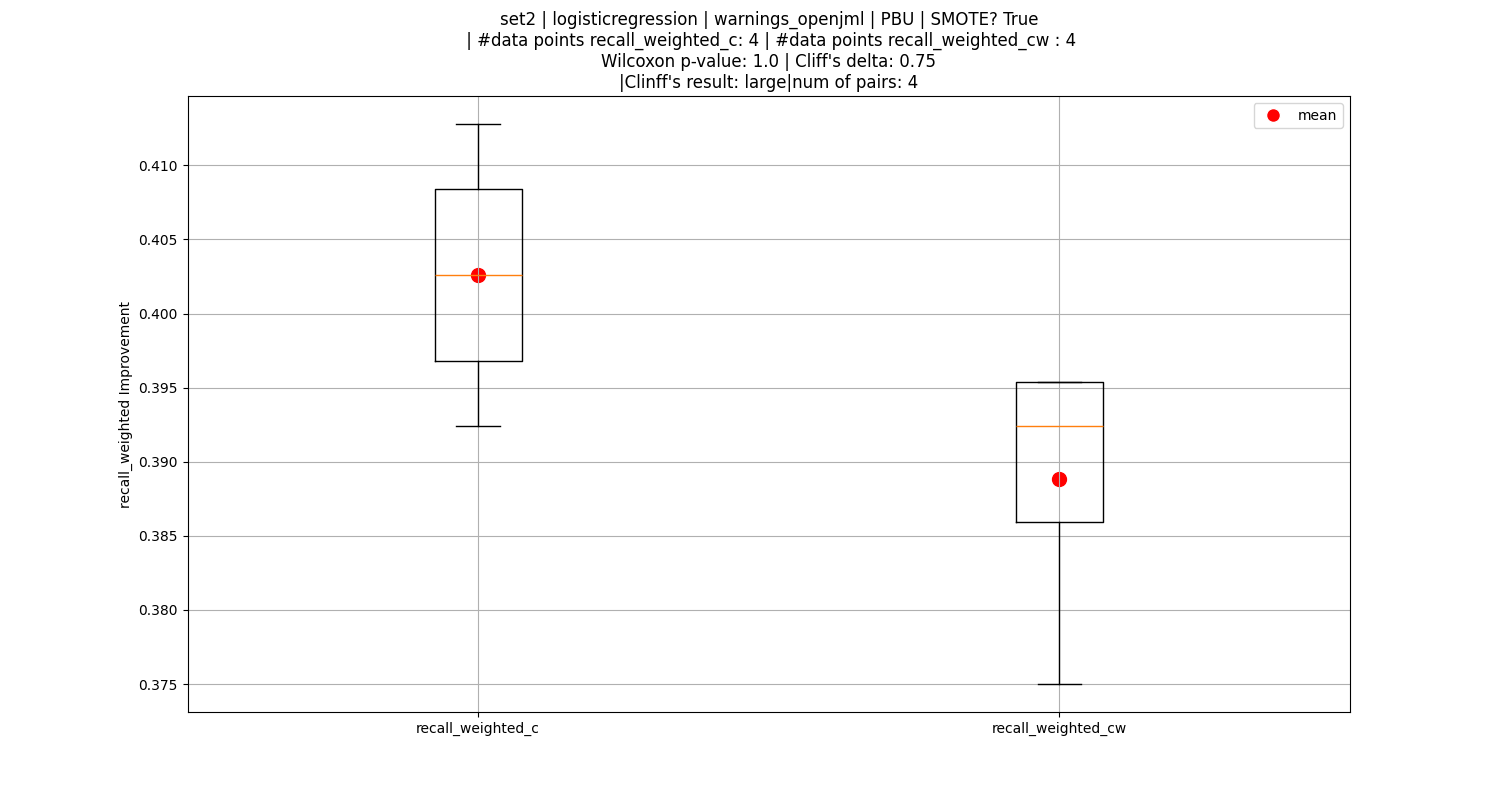 set2 | logisticregression | warnings_openjml | PBU | SMOTE? True
| #data points recall_weighted_c: 4 | #data points recall_weighted_cw : 4
Wilcoxon p-value: 1.0 | Cliff's delta: 0.75
|Clinff's result: large|num of pairs: 4
mean
0.410
0.405
0.400
0.395
0.390
0.385
0.380
0.375
recall_weighted Improvement
recall_weighted_c
recall_weighted_cw